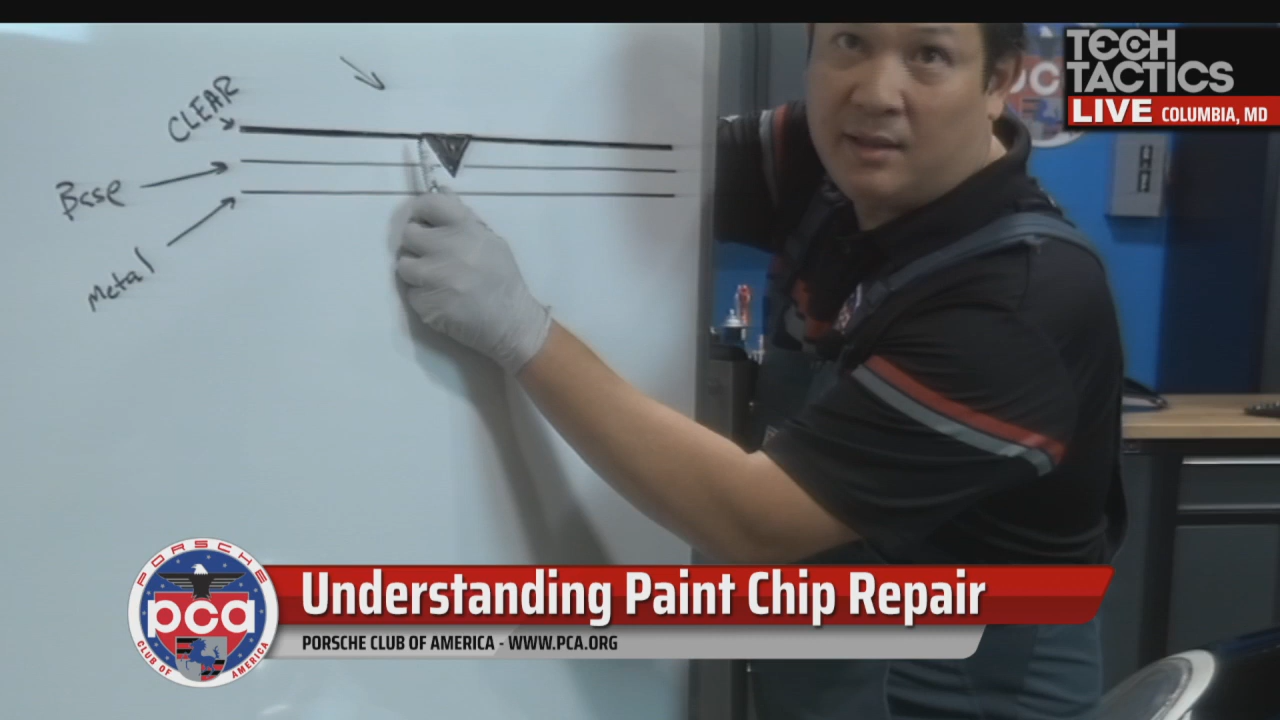 TECH
TACTICS
LIVE COLUMBIA, MD
CLEAR
Base
Metal
Understanding Paint Chip Repair
PORSCHE CLUB OF AMERICA - WWW.PCA.ORG
PORSCHE
pca
CLUB OF AMERICA